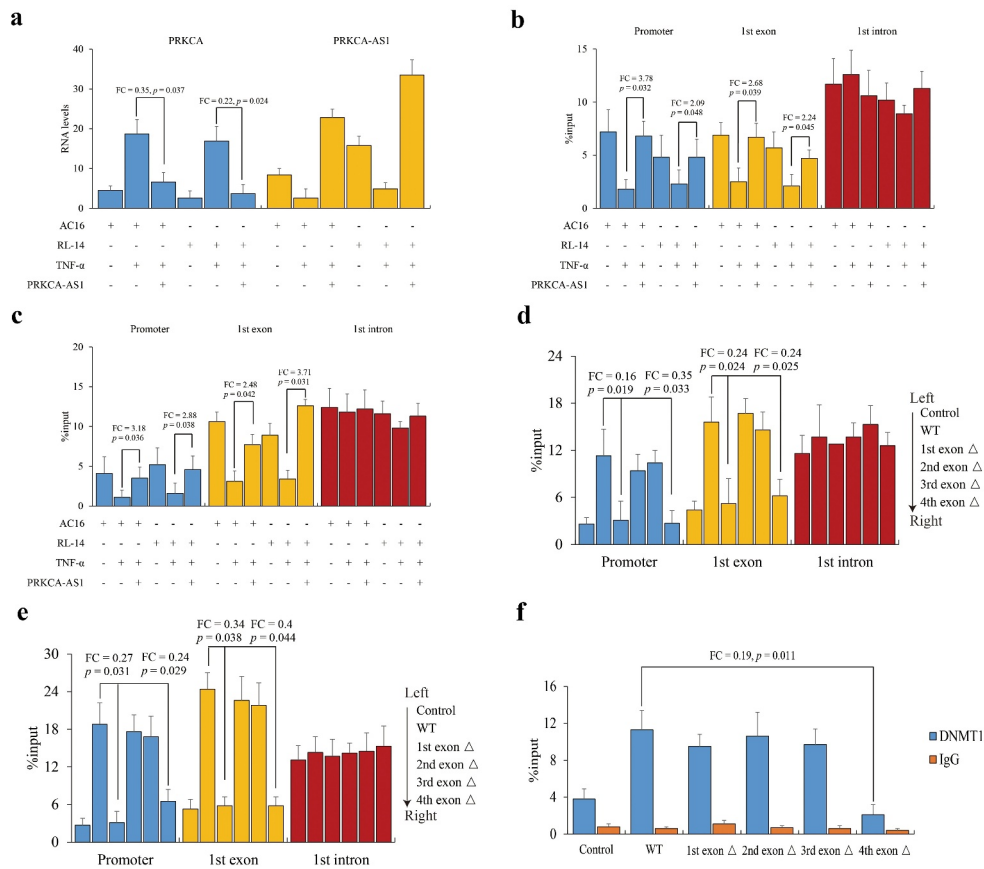 a
PRKCA PRKCA-AS1
40
30
20
10
0
RNA levels
FC = 0.35, p = 0.037
FC = 0.22, p = 0.024
AC16 + + + - - - + + + - - -
RL-14 - - - + + + - - - + + +
TNF-α - + + - + + - + + - + +
PRKCA-AS1 - - + - - + - - + - - +
b
Promoter 1st exon 1st intron
15
10
5
0
%input
FC = 3.78
p = 0.032
FC = 2.09
p = 0.048
FC = 2.68
p = 0.039
FC = 2.24
p = 0.045
AC16 + + + - - - + + + - - - + + + - - -
RL-14 - - - + + + - - - + + + - - - + + +
TNF-α - + + - + + - + + - + + - + + - + +
PRKCA-AS1 - - + - - + - - + - - + - - + - - +
c
Promoter 1st exon 1st intron
20
15
10
5
0
%input
FC = 3.18
p = 0.036
FC = 2.88
p = 0.038
FC = 2.48
p = 0.042
FC = 3.71
p = 0.031
AC16 + + + - - - + + + - - - + + + - - -
RL-14 - - - + + + - - - + + + - - - + + +
TNF-α - + + - + + - + + - + + - + + - + +
PRKCA-AS1 - - + - - + - - + - - + - - + - - +
d
24
18
12
6
0
%input
FC = 0.16
p = 0.019
FC = 0.35
p = 0.033
FC = 0.24
p = 0.024
FC = 0.24
p = 0.025
Promoter 1st exon 1st intron
Left
Control
WT
1st exon △
2nd exon △
3rd exon △
4th exon △
Right
e
30
24
18
12
6
0
%input
FC = 0.27
p = 0.031
FC = 0.24
p = 0.029
FC = 0.34
p = 0.038
FC = 0.4
p = 0.044
Promoter 1st exon 1st intron
Left
Control
WT
1st exon △
2nd exon △
3rd exon △
4th exon △
Right
f
16
12
8
4
0
%input
FC = 0.19, p = 0.011
DNMT1
IgG
Control WT 1st exon △ 2nd exon △ 3rd exon △ 4th exon △